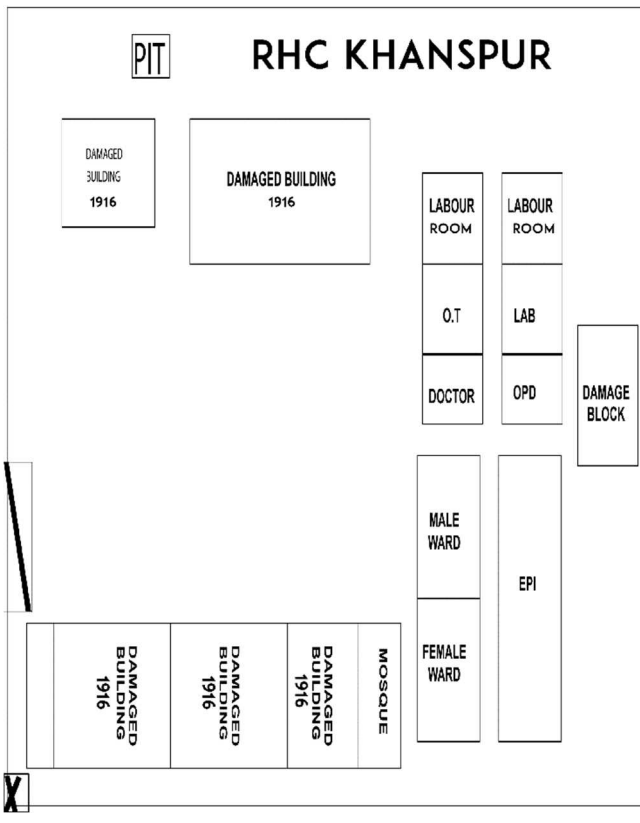 PIT
RHC KHANSPUR
DAMAGED
BUILDING
1916
DAMAGED BUILDING
1916
LABOUR
ROOM
LABOUR
ROOM
O.T
LAB
DOCTOR
OPD
DAMAGE
BLOCK
MALE
WARD
EPI
FEMALE
WARD
DAMAGED
BUILDING
1916
DAMAGED
BUILDING
1916
DAMAGED
BUILDING
1916
MOSQUE
X